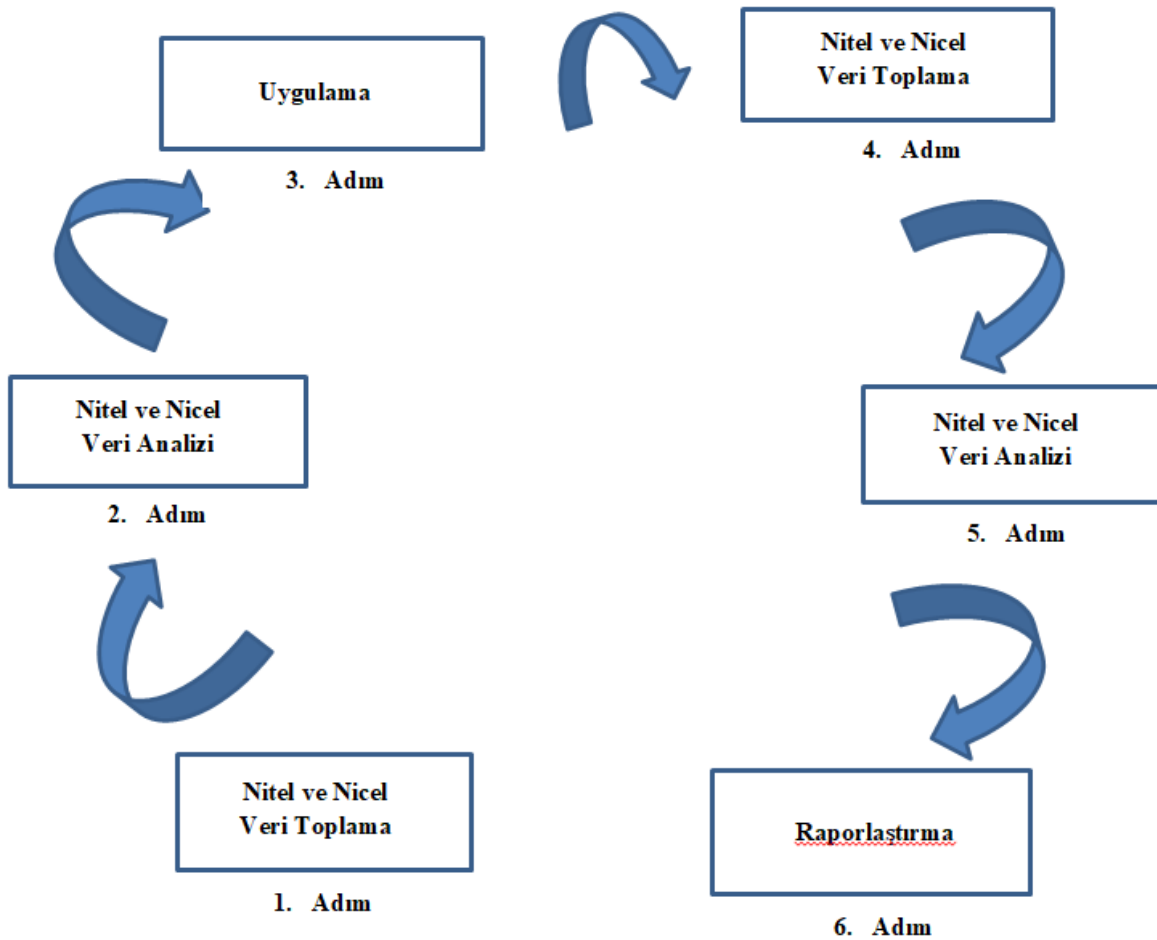 Nitel ve Nicel
Veri Toplama
1. Adım
Nitel ve Nicel
Veri Analizi
2. Adım
Uygulama
3. Adım
Nitel ve Nicel
Veri Toplama
4. Adım
Nitel ve Nicel
Veri Analizi
5. Adım
Raporlaştırma
6. Adım